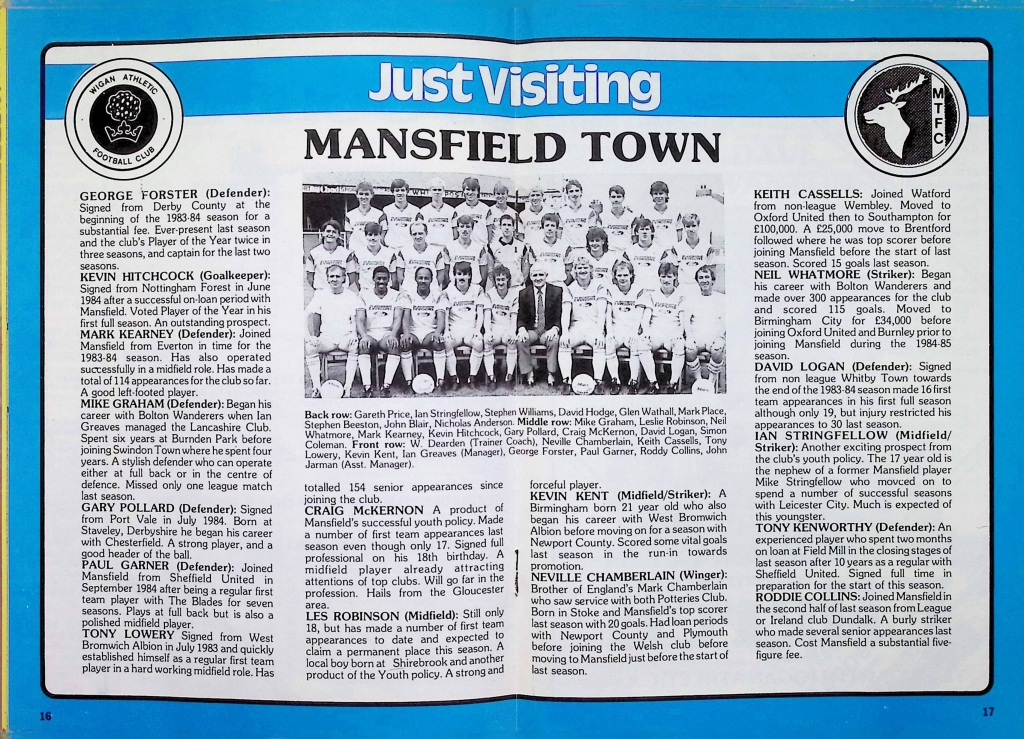 Just Visiting
WIGAN ATHLETIC
FOOTBALL CLUB
MTFC
MANSFIELD TOWN
GEORGE FORSTER (Defender):
Signed from Derby County at the
beginning of the 1983-84 season for a
substantial fee. Ever-present last season
and the club's Player of the Year twice in
three seasons, and captain for the last two
seasons.
KEVIN HITCHCOCK (Goalkeeper):
Signed from Nottingham Forest in June
1984 after a successful on-loan period with
Mansfield. Voted Player of the Year in his
first full season. An outstanding prospect.
MARK KEARNEY (Defender): Joined
Mansfield from Everton in time for the
1983-84 season. Has also operated
successfully in a midfield role. Has made a
total of 114 appearances for the club so far.
A good left-footed player.
MIKE GRAHAM (Defender): Began his
career with Bolton Wanderers when Ian
Greaves managed the Lancashire Club.
Spent six years at Burnden Park before
joining Swindon Town where he spent four
years. A stylish defender who can operate
either at full back or in the centre of
defence. Missed only one league match
last season.
GARY POLLARD (Defender): Signed
from Port Vale in July 1984. Born at
Staveley, Derbyshire he began his career
with Chesterfield. A strong player, and a
good header of the ball.
PAUL GARNER (Defender): Joined
Mansfield from Sheffield United in
September 1984 after being a regular first
team player with The Blades for seven
seasons. Plays at full back but is also a
polished midfield player.
TONY LOWERY Signed from West
Bromwich Albion in July 1983 and quickly
established himself as a regular first team
player in a hard working midfield role. Has
Back row: Gareth Price, Ian Stringfellow, Stephen Williams, David Hodge, Glen Wathall, Mark Place,
Stephen Beeston, John Blair, Nicholas Anderson. Middle row: Mike Graham, Leslie Robinson, Neil
Whatmore, Mark Kearney, Kevin Hitchcock, Gary Pollard, Craig McKernon, David Logan, Simon
Coleman. Front row: W. Dearden (Trainer Coach), Neville Chamberlain, Keith Cassells, Tony
Lowery, Kevin Kent, Ian Greaves (Manager), George Forster, Paul Garner, Roddy Collins, John
Jarman (Asst. Manager).
totalled 154 senior appearances since
joining the club.
CRAIG McKERNON A product of
Mansfield's successful youth policy. Made
a number of first team appearances last
season even though only 17. Signed full
professional on his 18th birthday. A
midfield player already attracting
attentions of top clubs. Will go far in the
profession. Hails from the Gloucester
area.
LES ROBINSON (Midfield): Still only
18, but has made a number of first team
appearances to date and expected to
claim a permanent place this season. A
local boy born at Shirebrook and another
product of the Youth policy. A strong and
forceful player.
KEVIN KENT (Midfield/Striker): A
Birmingham born 21 year old who also
began his career with West Bromwich
Albion before moving on for a season with
Newport County. Scored some vital goals
last season in the run-in towards
promotion.
NEVILLE CHAMBERLAIN (Winger):
Brother of England's Mark Chamberlain
who saw service with both Potteries Club.
Born in Stoke and Mansfield's top scorer
last season with 20 goals. Had loan periods
with Newport County and Plymouth
before joining the Welsh club before
moving to Mansfield just before the start of
last season.
KEITH CASSELLS: Joined Watford
from non-league Wembley. Moved to
Oxford United then to Southampton for
£100,000. A £25,000 move to Brentford
followed where he was top scorer before
joining Mansfield before the start of last
season. Scored 15 goals last season.
NEIL WHATMORE (Striker): Began
his career with Bolton Wanderers and
made over 300 appearances for the club
and scored 115 goals. Moved to
Birmingham City for £34,000 before
joining Oxford United and Burnley prior to
joining Mansfield during the 1984-85
season.
DAVID LOGAN (Defender): Signed
from non league Whitby Town towards
the end of the 1983-84 season made 16 first
team appearances in his first full season
although only 19, but injury restricted his
appearances to 30 last season.
IAN STRINGFELLOW (Midfield/
Striker): Another exciting prospect from
the club's youth policy. The 17 year old is
the nephew of a former Mansfield player
Mike Stringfellow who movced on to
spend a number of successful seasons
with Leicester City. Much is expected of
this youngster.
TONY KENWORTHY (Defender): An
experienced player who spent two months
on loan at Field Mill in the closing stages of
last season after 10 years as a regular with
Sheffield United. Signed full time in
preparation for the start of this season.
RODDIE COLLINS: Joined Mansfield in
the second half of last season from League
or Ireland club Dundalk. A burly striker
who made several senior appearances last
season. Cost Mansfield a substantial five-
figure fee.
16
17